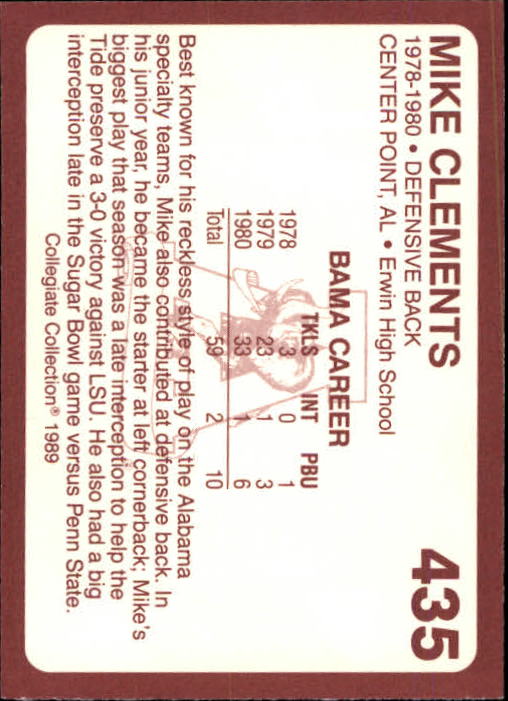 MIKE CLEMENTS 435
1978-1980 • DEFENSIVE BACK
CENTER POINT, AL • Erwin High School
BAMA CAREER
TKLS INT PBU
1978 3 0 1
1979 23 1 3
1980 33 1 6
Total 59 2 10
Best known for his reckless style of play on the Alabama
specialty teams, Mike also contributed at defensive back. In
his junior year, he became the starter at left cornerback; Mike's
biggest play that season was a late interception to help the
Tide preserve a 3-0 victory against LSU. He also had a big
interception late in the Sugar Bowl game versus Penn State.
Collegiate Collection® 1989